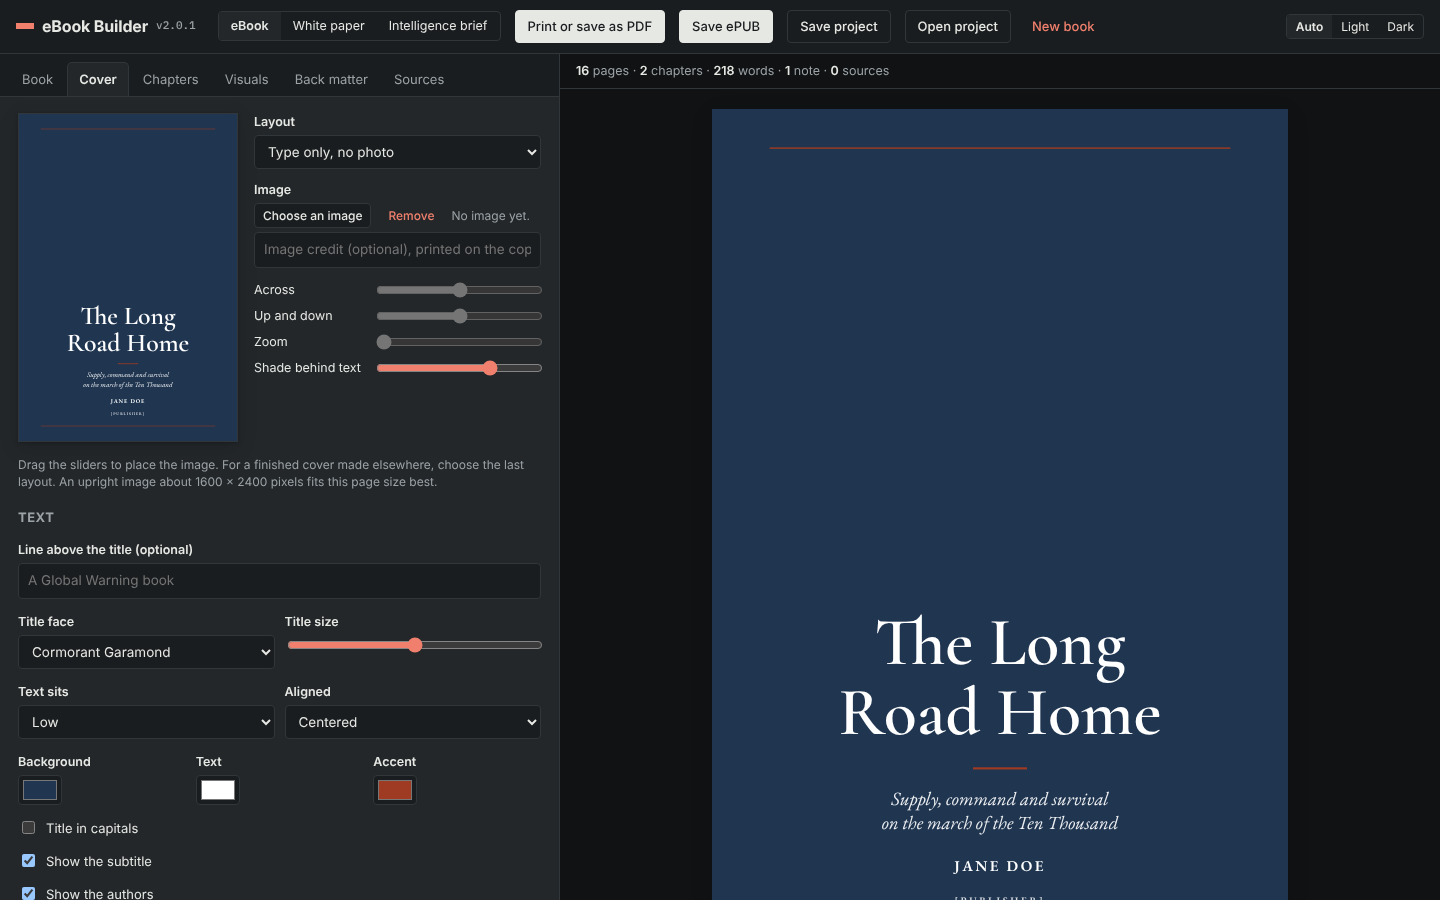 eBook Builder v2.0.1
eBook White paper Intelligence brief
Print or save as PDF
Save ePUB
Save project
Open project
New book
Auto Light Dark
Book Cover Chapters Visuals Back matter Sources
16 pages · 2 chapters · 218 words · 1 note · 0 sources
The Long
Road Home
Supply, command and survival
on the march of the Ten Thousand
JANE DOE
[PUBLISHER]
Layout
Type only, no photo
Image
Choose an image Remove No image yet.
Image credit (optional), printed on the cop
Across
Up and down
Zoom
Shade behind text
Drag the sliders to place the image. For a finished cover made elsewhere, choose the last
layout. An upright image about 1600 × 2400 pixels fits this page size best.
TEXT
Line above the title (optional)
A Global Warning book
Title face Title size
Cormorant Garamond
Text sits Aligned
Low Centered
Background Text Accent
Title in capitals
Show the subtitle
Show the authors
The Long
Road Home
Supply, command and survival
on the march of the Ten Thousand
JANE DOE